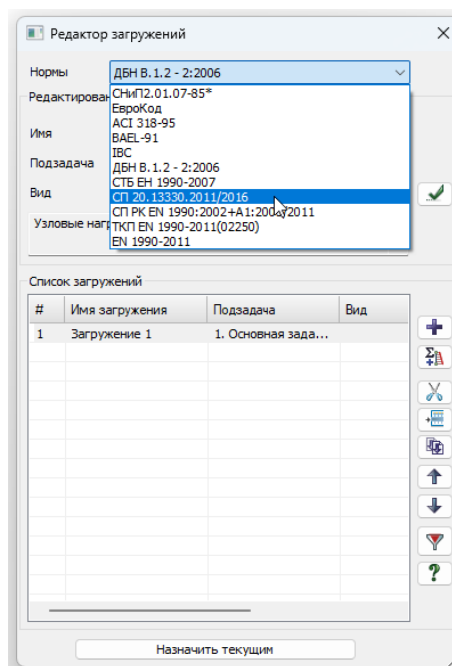 Редактор загружений
Нормы ДБН В.1.2 - 2:2006
СНиП2.01.07-85*
ЕвроКод
ACI 318-95
BAEL-91
IBC
ДБН В.1.2 - 2:2006
СТБ ЕН 1990-2007
СП 20.13330.2011/2016
СП РК EN 1990:2002+A1:200 /2011
ТКП EN 1990-2011(02250)
EN 1990-2011
Редактирован
Имя
Подзадача
Вид
Узловые наг
Список загружений
# Имя загружения Подзадача Вид
1 Загружение 1 1. Основная зада...
Назначить текущим